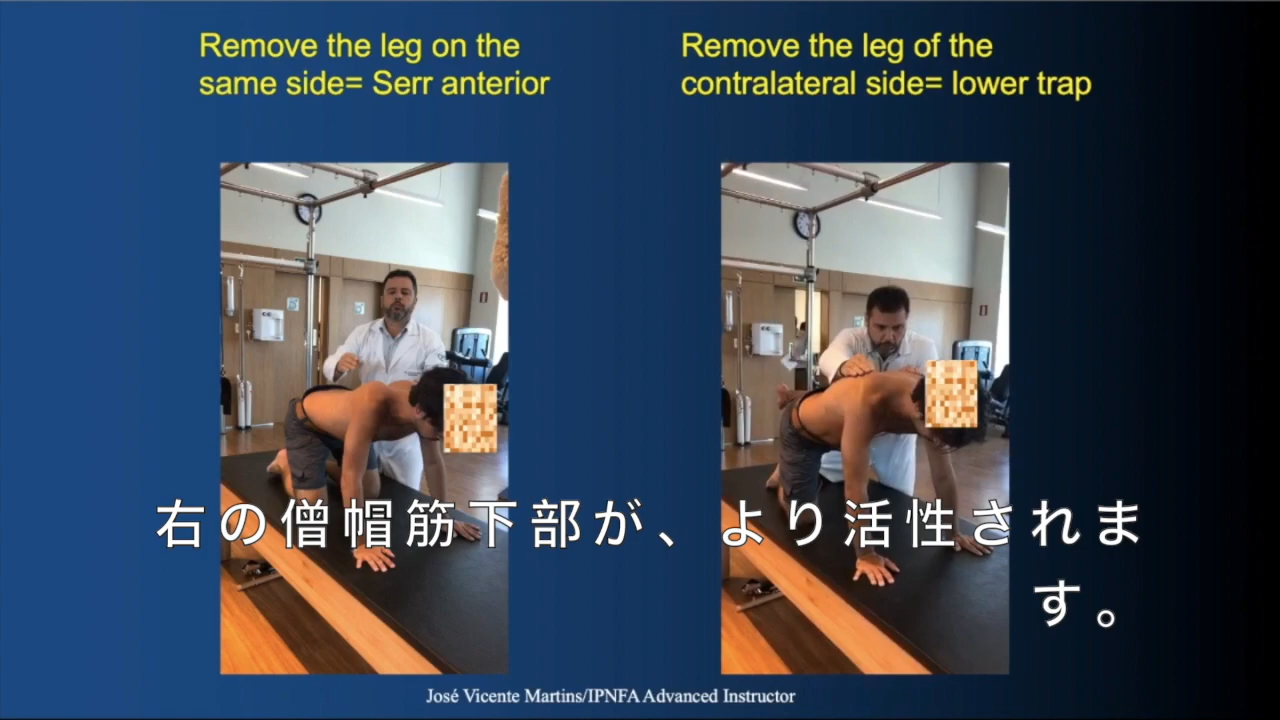 Remove the leg on the
same side= Serr anterior
Remove the leg of the
contralateral side= lower trap
右の僧帽筋下部が、より活性されま
す。
José Vicente Martins/IPNFA Advanced Instructor